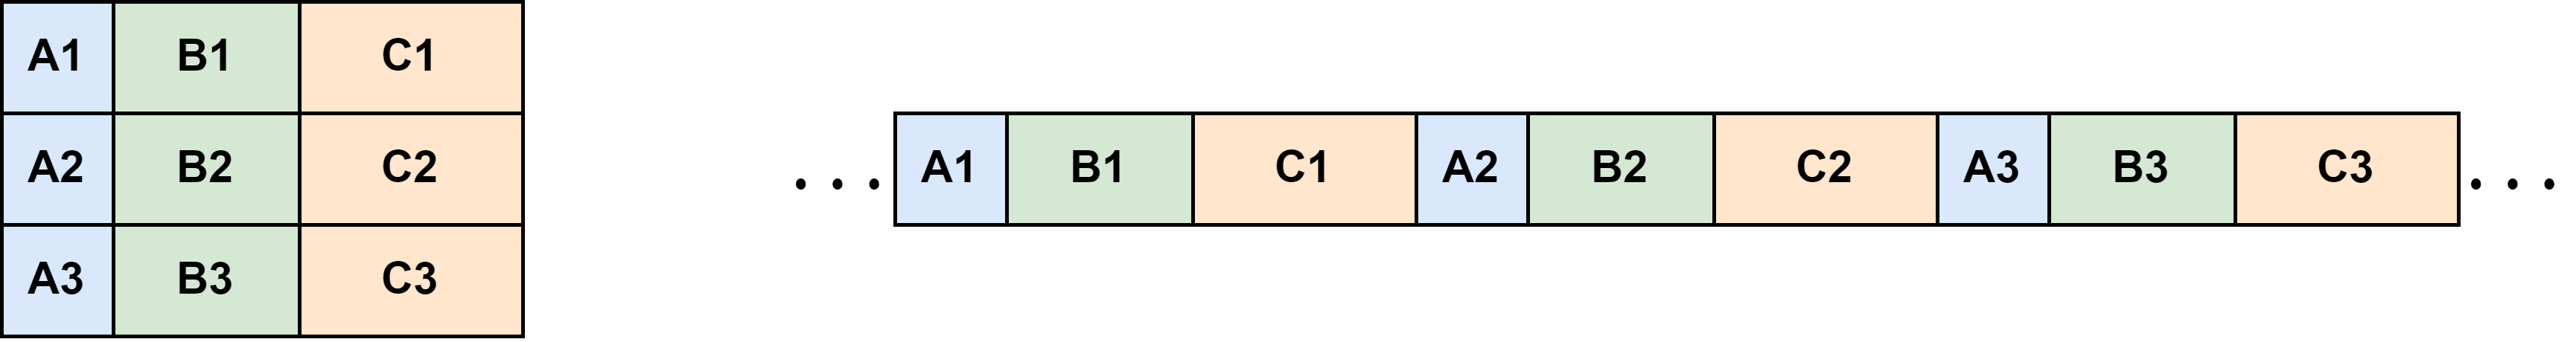 A1 B1 C1
A2 B2 C2
A3 B3 C3
. . . A1 B1 C1 A2 B2 C2 A3 B3 C3 . . .